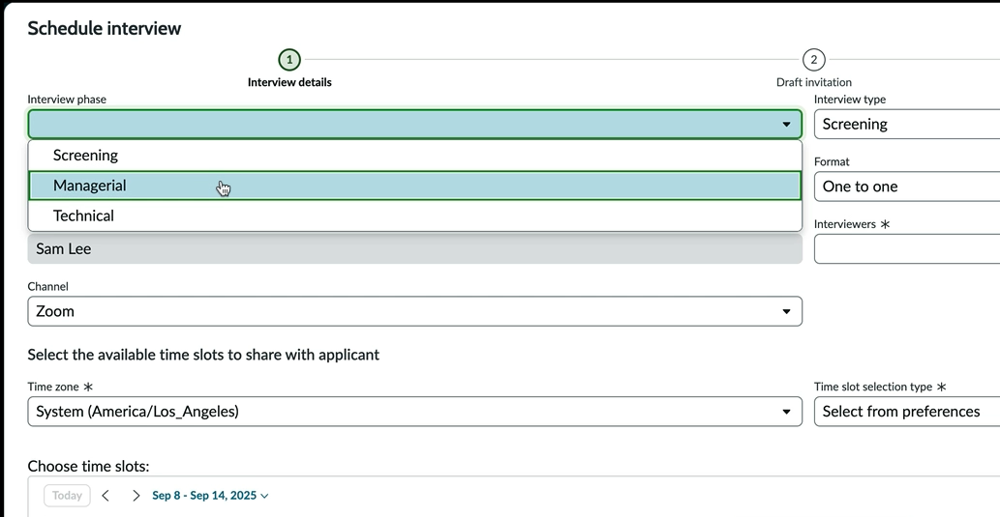 Schedule interview
1
2
Interview details
Draft invitation
Interview phase
Interview type
Screening
Screening
Managerial
Technical
Format
One to one
Interviewers *
Sam Lee
Channel
Zoom
Select the available time slots to share with applicant
Time zone *
Time slot selection type *
System (America/Los_Angeles)
Select from preferences
Choose time slots:
Today
Sep 8 - Sep 14, 2025